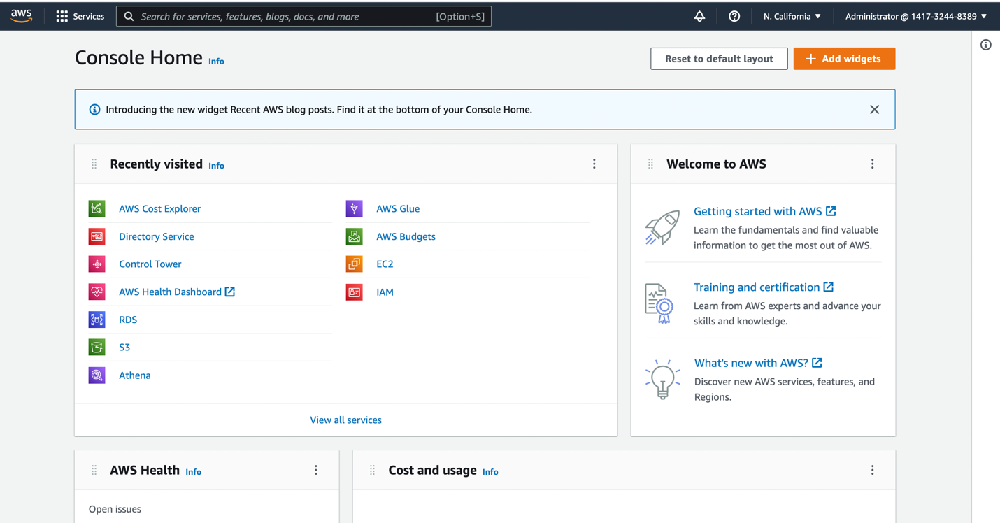 aws
Services
Search for services, features, blogs, docs, and more [Option+S]
N. California
Administrator @ 1417-3244-8389
Console Home Info
Reset to default layout
Add widgets
Introducing the new widget Recent AWS blog posts. Find it at the bottom of your Console Home.
Recently visited Info
AWS Cost Explorer
Directory Service
Control Tower
AWS Health Dashboard
RDS
S3
Athena
AWS Glue
AWS Budgets
EC2
IAM
View all services
Welcome to AWS
Getting started with AWS
Learn the fundamentals and find valuable
information to get the most out of AWS.
Training and certification
Learn from AWS experts and advance your
skills and knowledge.
What's new with AWS?
Discover new AWS services, features, and
Regions.
AWS Health Info
Open issues
Cost and usage Info